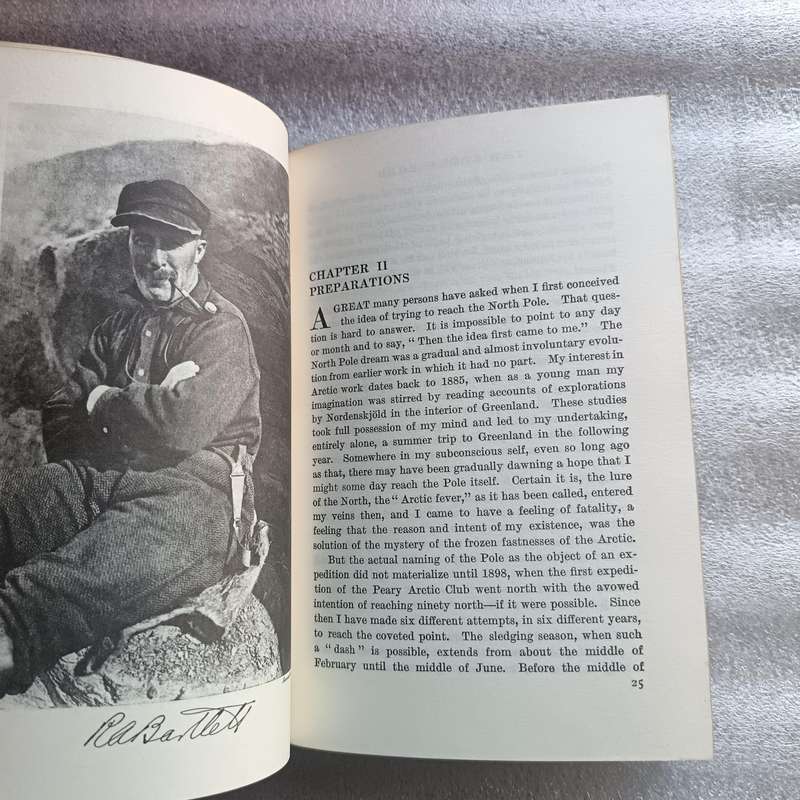 R A Bartlett
CHAPTER II
PREPARATIONS
A GREAT many persons have asked when I first conceived
the idea of trying to reach the North Pole. That ques-
tion is hard to answer. It is impossible to point to any day
or month and to say, "Then the idea first came to me." The
North Pole dream was a gradual and almost involuntary evolu-
tion from earlier work in which it had no part. My interest in
Arctic work dates back to 1885, when as a young man my
imagination was stirred by reading accounts of explorations
by Nordenskjöld in the interior of Greenland. These studies
took full possession of my mind and led to my undertaking,
entirely alone, a summer trip to Greenland in the following
year. Somewhere in my subconscious self, even so long ago
as that, there may have been gradually dawning a hope that I
might some day reach the Pole itself. Certain it is, the lure
of the North, the "Arctic fever," as it has been called, entered
my veins then, and I came to have a feeling of fatality, a
feeling that the reason and intent of my existence, was the
solution of the mystery of the frozen fastnesses of the Arctic.
But the actual naming of the Pole as the object of an ex-
pedition did not materialize until 1898, when the first expedi-
tion of the Peary Arctic Club went north with the avowed
intention of reaching ninety north—if it were possible. Since
then I have made six different attempts, in six different years,
to reach the coveted point. The sledging season, when such
a "dash" is possible, extends from about the middle of
February until the middle of June. Before the middle of
25